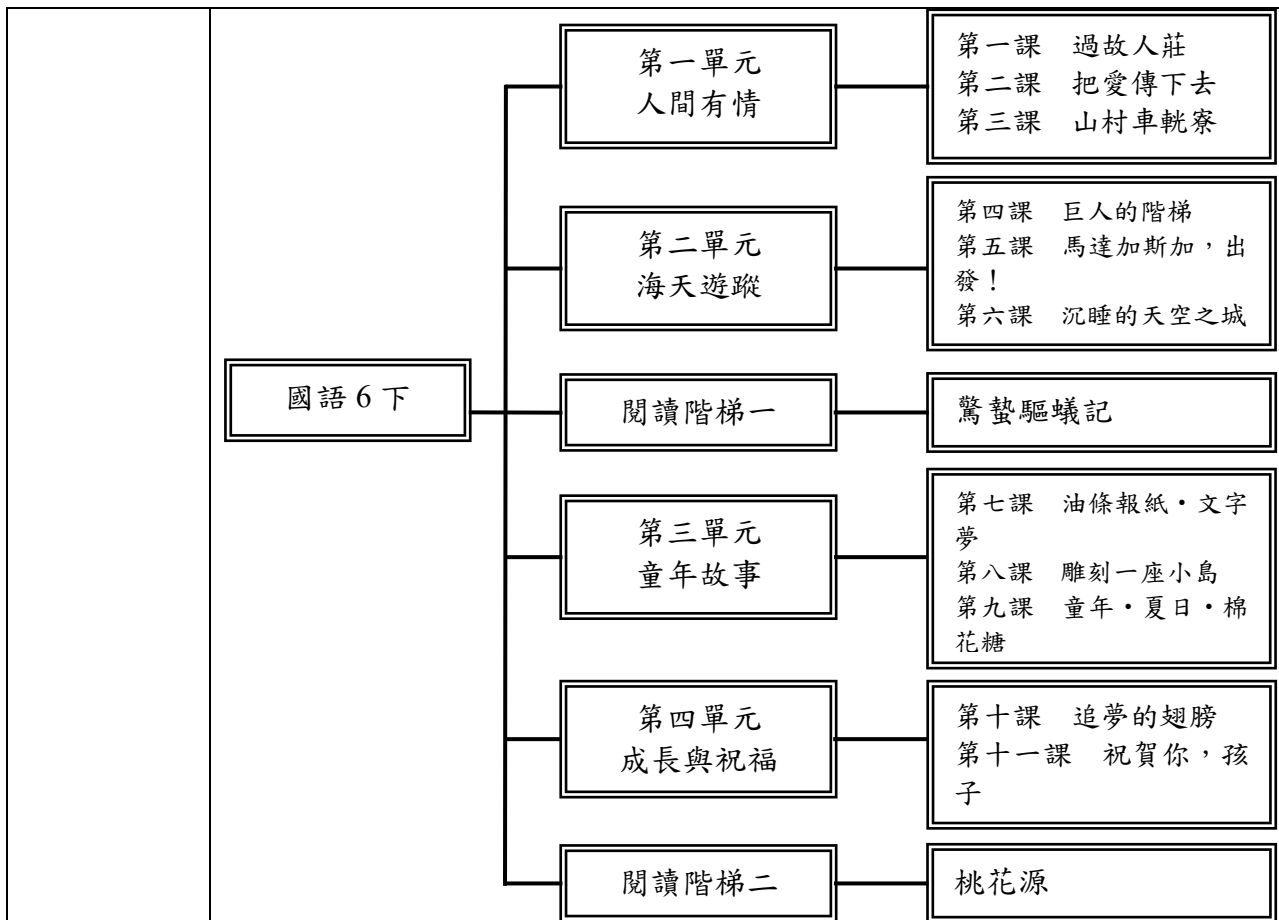 國語6下
第一單元
人間有情
第一課　過故人莊
第二課　把愛傳下去
第三課　山村車輄寮
第二單元
海天遊蹤
第四課　巨人的階梯
第五課　馬達加斯加，出
發！
第六課　沉睡的天空之城
閱讀階梯一
驚蟄驅蟻記
第三單元
童年故事
第七課　油條報紙‧文字
夢
第八課　雕刻一座小島
第九課　童年‧夏日‧棉
花糖
第四單元
成長與祝福
第十課　追夢的翅膀
第十一課　祝賀你，孩
子
閱讀階梯二
桃花源